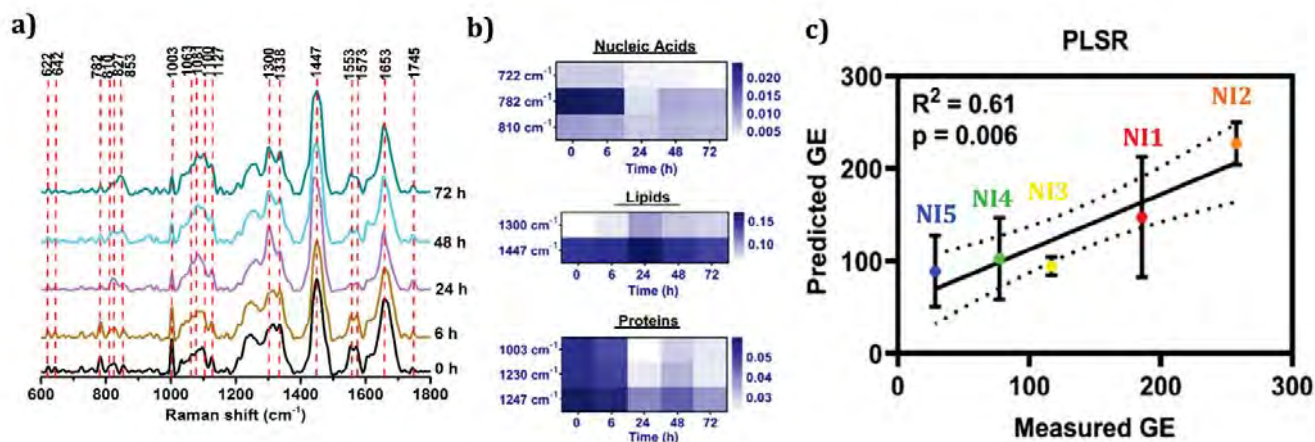 a)
622
642
782
810
827
853
1003
1063
1081
1100
1127
1300
1338
1447
1553
1573
1653
1745
72 h
48 h
24 h
6 h
0 h
600 800 1000 1200 1400 1600 1800
Raman shift (cm⁻¹)
b)
Nucleic Acids
722 cm⁻¹
782 cm⁻¹
810 cm⁻¹
0.020
0.015
0.010
0.005
0 6 24 48 72
Time (h)
Lipids
1300 cm⁻¹
1447 cm⁻¹
0.15
0.10
0 6 24 48 72
Time (h)
Proteins
1003 cm⁻¹
1230 cm⁻¹
1247 cm⁻¹
0.05
0.04
0.03
0 6 24 48 72
Time (h)
c)
PLSR
R² = 0.61
p = 0.006
NI5
NI4
NI3
NI1
NI2
300
200
100
0
Predicted GE
0 100 200 300
Measured GE